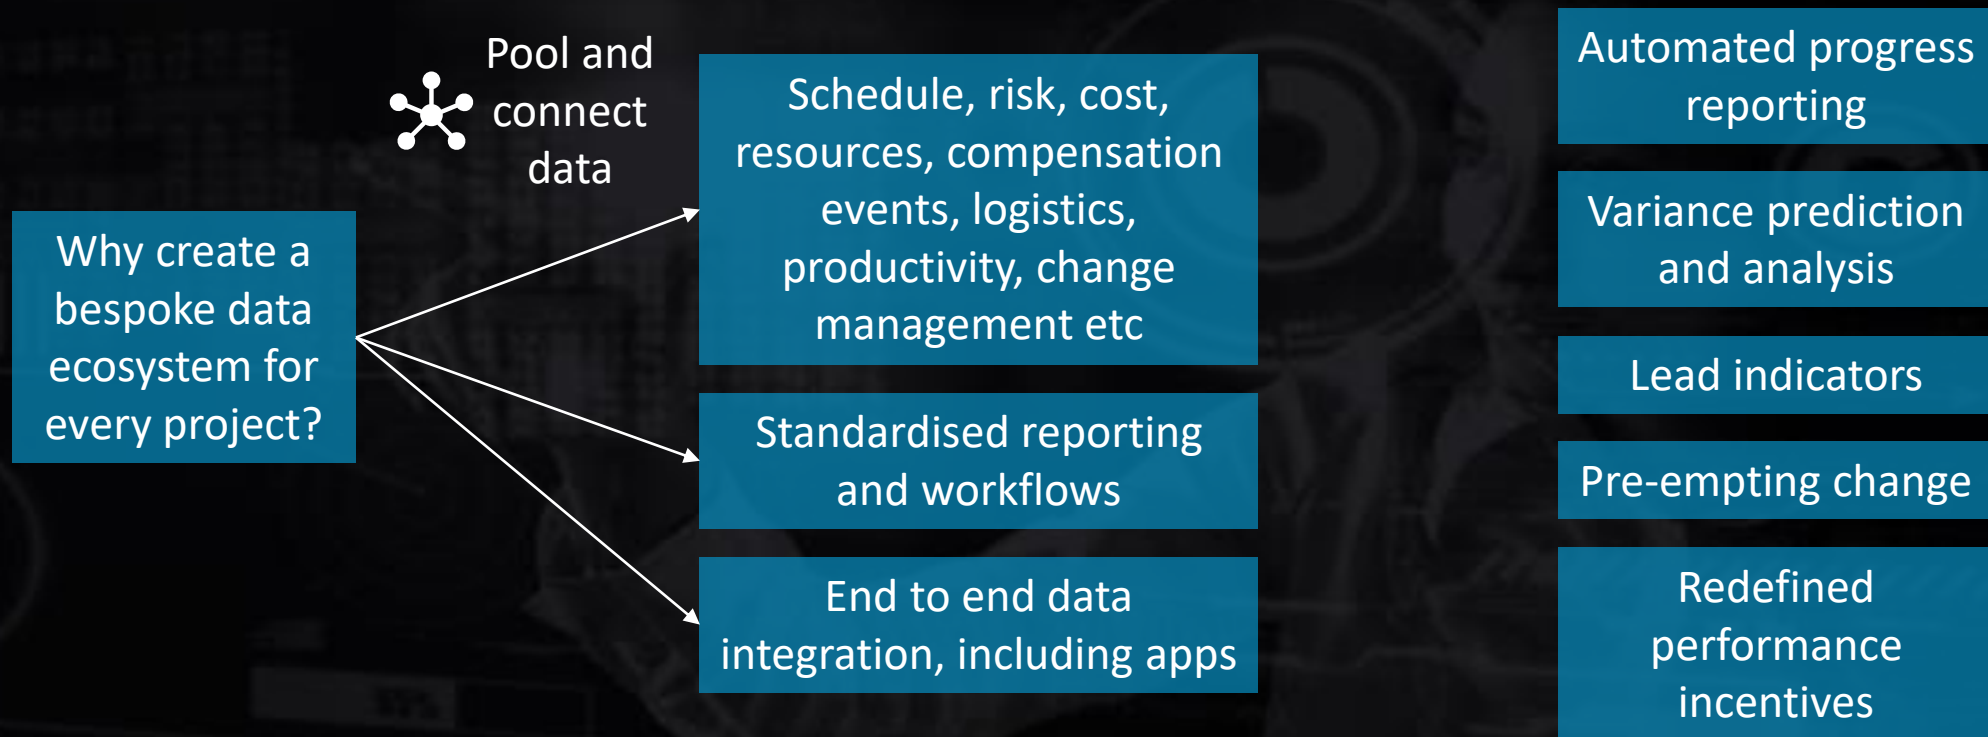 Why create a
bespoke data
ecosystem for
every project?
Pool and
connect
data
Schedule, risk, cost,
resources, compensation
events, logistics,
productivity, change
management etc
Standardised reporting
and workflows
End to end data
integration, including apps
Automated progress
reporting
Variance prediction
and analysis
Lead indicators
Pre-empting change
Redefined
performance
incentives